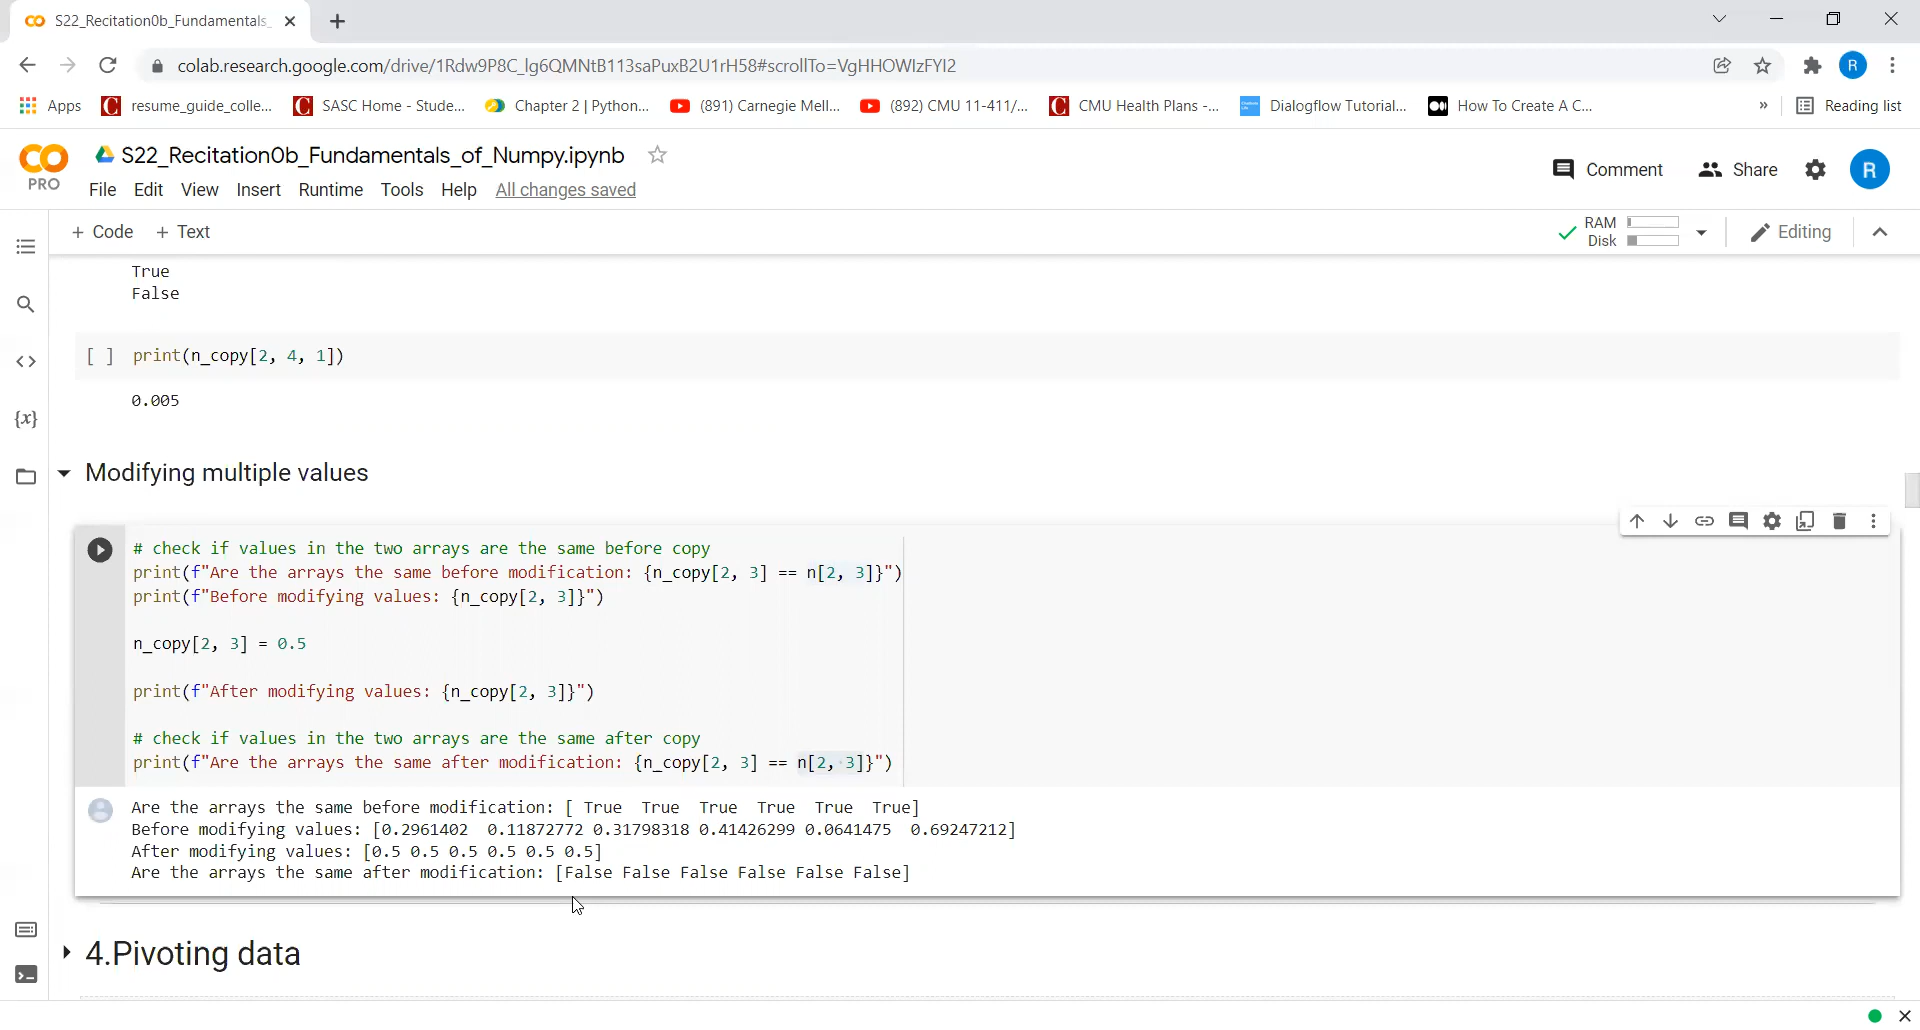 S22_Recitation0b_Fundamentals_
colab.research.google.com/drive/1Rdw9P8C_lg6QMNtB113saPuxB2U1rH58#scrollTo=VgHHOWIzFYI2
R
Apps
resume_guide_colle...
SASC Home - Stude...
Chapter 2 | Python...
(891) Carnegie Mell...
(892) CMU 11-411/...
CMU Health Plans -...
Dialogflow Tutorial...
How To Create A C...
»
Reading list
S22_Recitation0b_Fundamentals_of_Numpy.ipynb
PRO
Comment
Share
R
File Edit View Insert Runtime Tools Help All changes saved
+ Code + Text
RAM
Disk
Editing
True
False
[ ] print(n_copy[2, 4, 1])
0.005
{x}
Modifying multiple values
# check if values in the two arrays are the same before copy
print(f"Are the arrays the same before modification: {n_copy[2, 3] == n[2, 3]}")
print(f"Before modifying values: {n_copy[2, 3]}")
n_copy[2, 3] = 0.5
print(f"After modifying values: {n_copy[2, 3]}")
# check if values in the two arrays are the same after copy
print(f"Are the arrays the same after modification: {n_copy[2, 3] == n[2, 3]}")
Are the arrays the same before modification: [ True  True  True  True  True  True]
Before modifying values: [0.2961402  0.11872772 0.31798318 0.41426299 0.0641475  0.69247212]
After modifying values: [0.5 0.5 0.5 0.5 0.5 0.5]
Are the arrays the same after modification: [False False False False False False]
4.Pivoting data